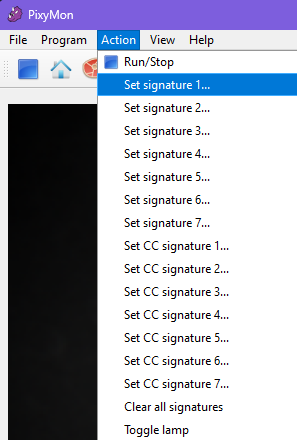 PixyMon
File Program Action View Help
Run/Stop
Set signature 1...
Set signature 2...
Set signature 3...
Set signature 4...
Set signature 5...
Set signature 6...
Set signature 7...
Set CC signature 1...
Set CC signature 2...
Set CC signature 3...
Set CC signature 4...
Set CC signature 5...
Set CC signature 6...
Set CC signature 7...
Clear all signatures
Toggle lamp